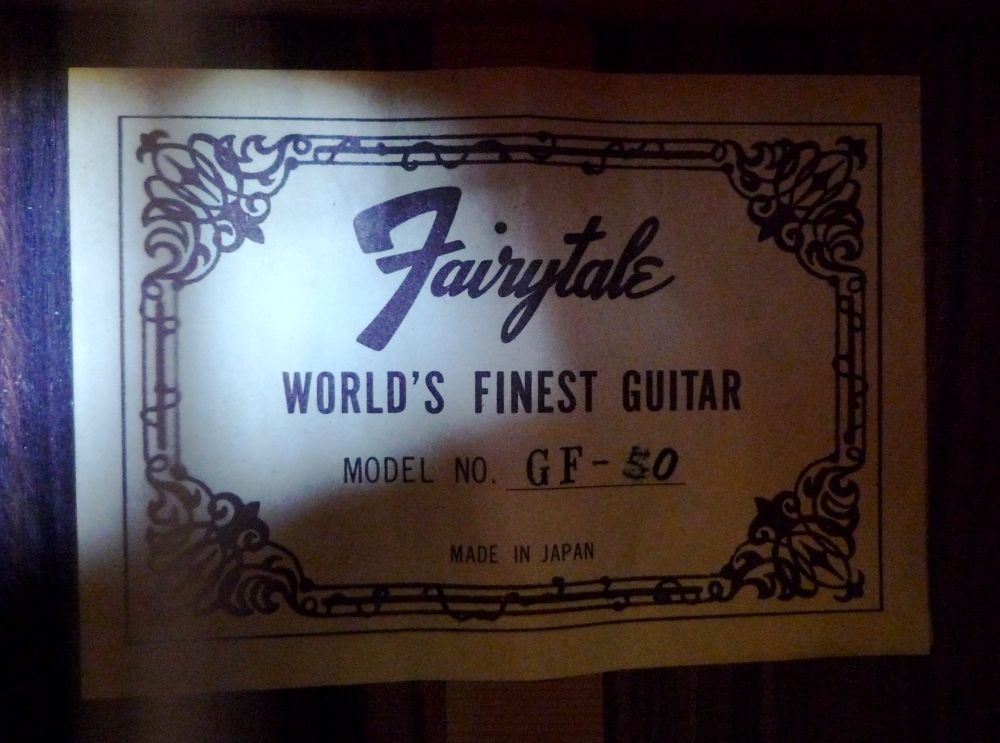 Fairytale
WORLD'S FINEST GUITAR
MODEL NO. GF-50
MADE IN JAPAN